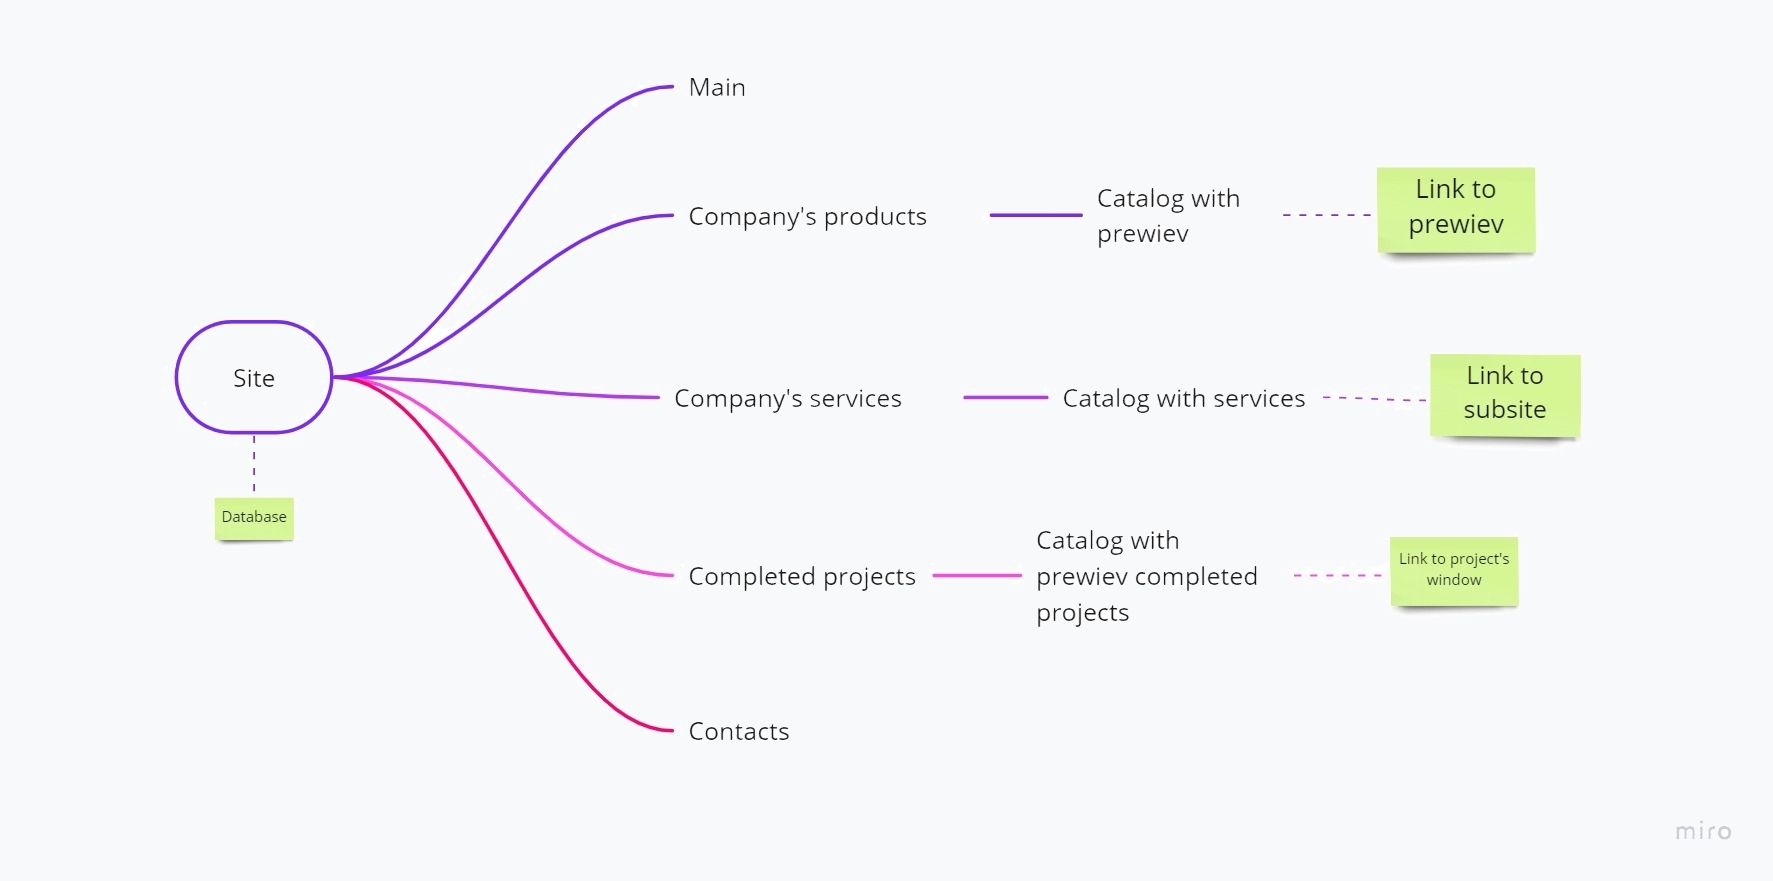 Main
Company's products
Catalog with
prewiev
Link to
prewiev
Site
Database
Company's services
Catalog with services
Link to
subsite
Completed projects
Catalog with
prewiev completed
projects
Link to project's
window
Contacts
miro